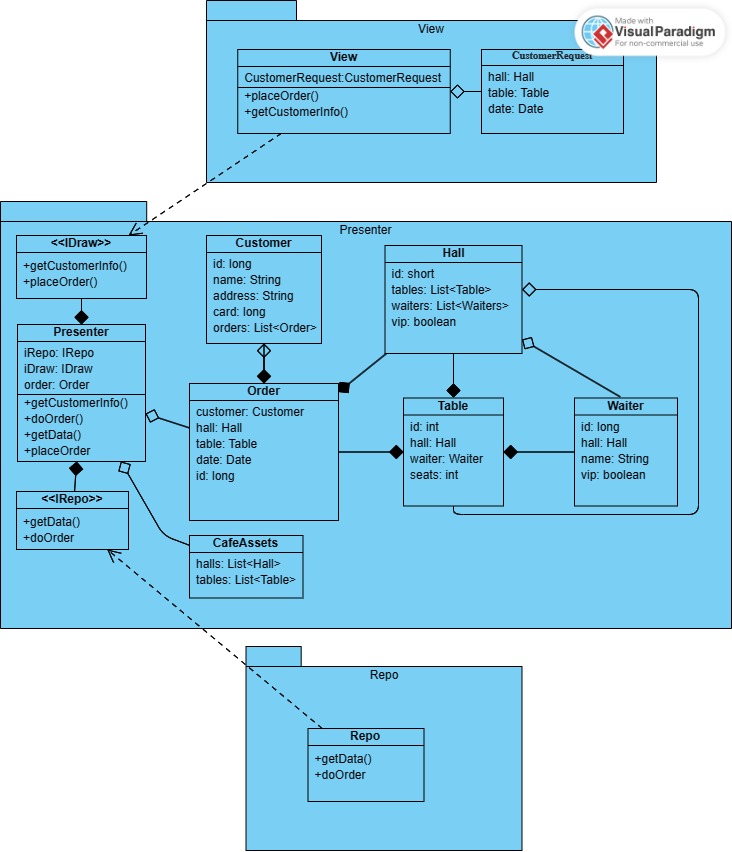 Made with
VisualParadigm
For non-commercial use
View
View
CustomerRequest:CustomerRequest
+placeOrder()
+getCustomerInfo()
CustomerRequest
hall: Hall
table: Table
date: Date
Presenter
<<IDraw>>
+getCustomerInfo()
+placeOrder()
Customer
id: long
name: String
address: String
card: long
orders: List<Order>
Hall
id: short
tables: List<Table>
waiters: List<Waiters>
vip: boolean
Presenter
iRepo: IRepo
iDraw: IDraw
order: Order
+getCustomerInfo()
+doOrder()
+getData()
+placeOrder
Order
customer: Customer
hall: Hall
table: Table
date: Date
id: long
Table
id: int
hall: Hall
waiter: Waiter
seats: int
Waiter
id: long
hall: Hall
name: String
vip: boolean
<<IRepo>>
+getData()
+doOrder
CafeAssets
halls: List<Hall>
tables: List<Table>
Repo
Repo
+getData()
+doOrder